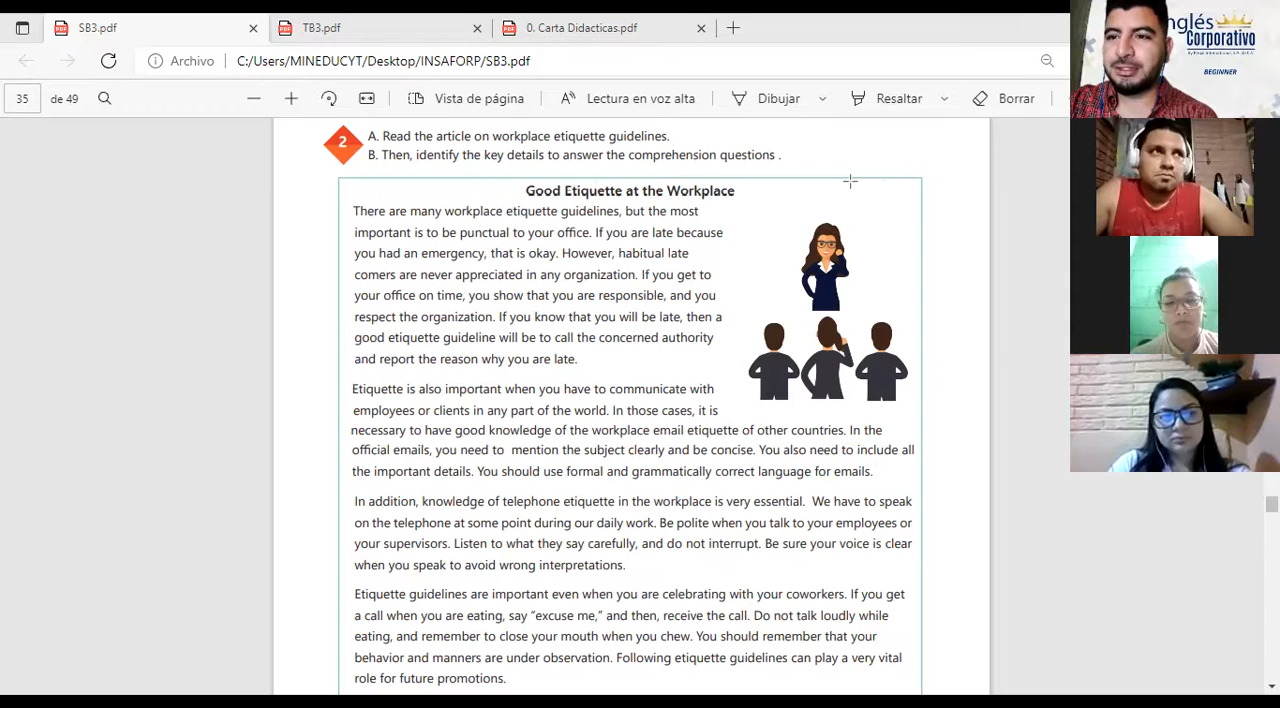 SB3.pdf
TB3.pdf
0. Carta Didacticas.pdf
Archivo
C:/Users/MINEDUCYT/Desktop/INSAFORP/SB3.pdf
35
de 49
Vista de página
Lectura en voz alta
Dibujar
Resaltar
Borrar
nglés
Corporativo
BEGINNER
2
A. Read the article on workplace etiquette guidelines.
B. Then, identify the key details to answer the comprehension questions .
Good Etiquette at the Workplace
There are many workplace etiquette guidelines, but the most
important is to be punctual to your office. If you are late because
you had an emergency, that is okay. However, habitual late
comers are never appreciated in any organization. If you get to
your office on time, you show that you are responsible, and you
respect the organization. If you know that you will be late, then a
good etiquette guideline will be to call the concerned authority
and report the reason why you are late.
Etiquette is also important when you have to communicate with
employees or clients in any part of the world. In those cases, it is
necessary to have good knowledge of the workplace email etiquette of other countries. In the
official emails, you need to mention the subject clearly and be concise. You also need to include all
the important details. You should use formal and grammatically correct language for emails.
In addition, knowledge of telephone etiquette in the workplace is very essential. We have to speak
on the telephone at some point during our daily work. Be polite when you talk to your employees or
your supervisors. Listen to what they say carefully, and do not interrupt. Be sure your voice is clear
when you speak to avoid wrong interpretations.
Etiquette guidelines are important even when you are celebrating with your coworkers. If you get
a call when you are eating, say “excuse me,” and then, receive the call. Do not talk loudly while
eating, and remember to close your mouth when you chew. You should remember that your
behavior and manners are under observation. Following etiquette guidelines can play a very vital
role for future promotions.